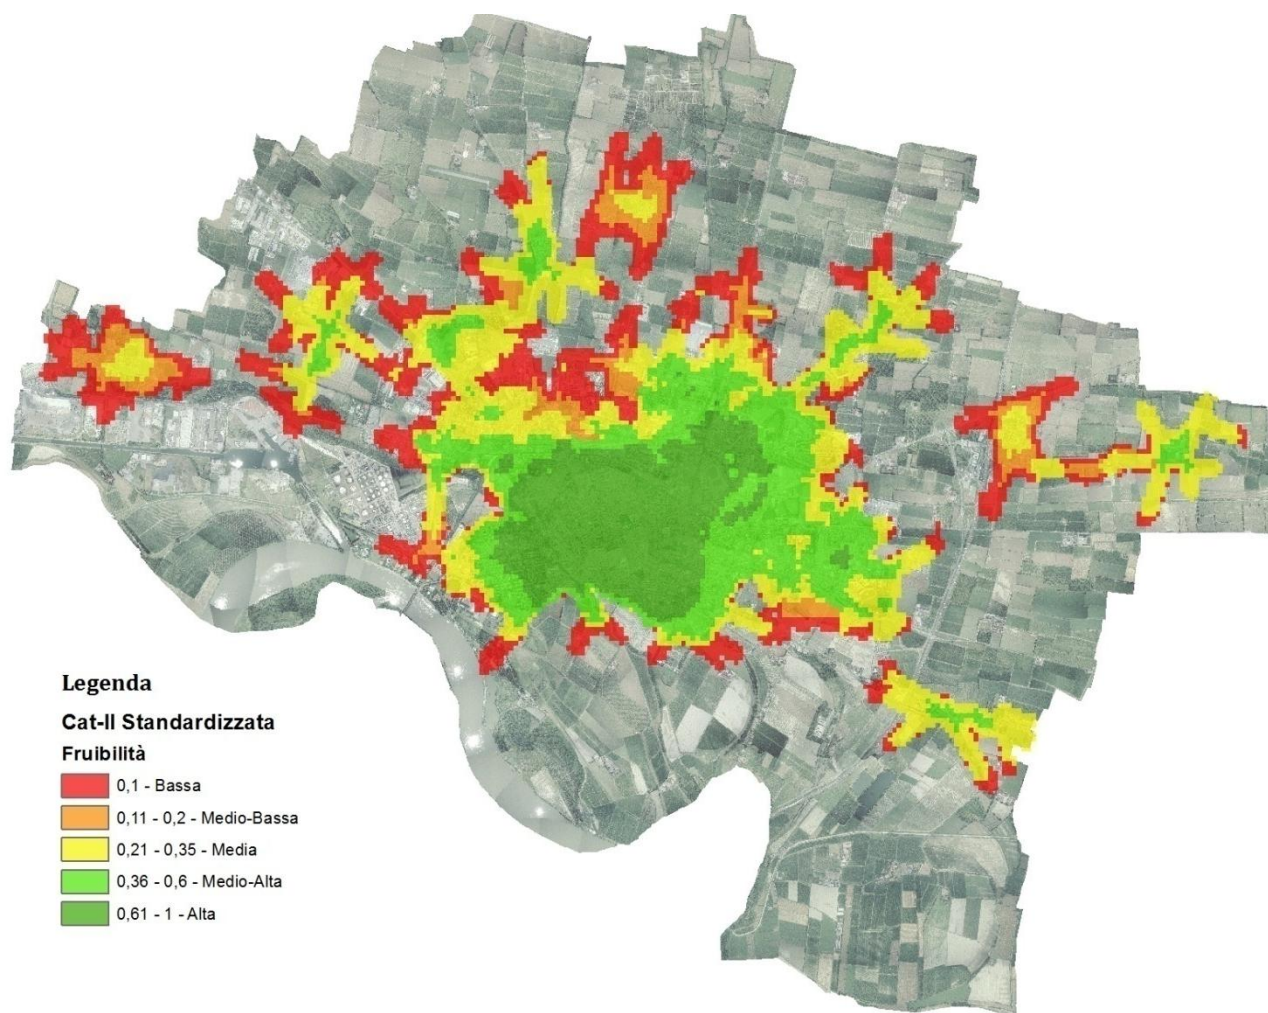 Legenda
Cat-II Standardizzata
Fruibilità
0,1 - Bassa
0,11 - 0,2 - Medio-Bassa
0,21 - 0,35 - Media
0,36 - 0,6 - Medio-Alta
0,61 - 1 - Alta